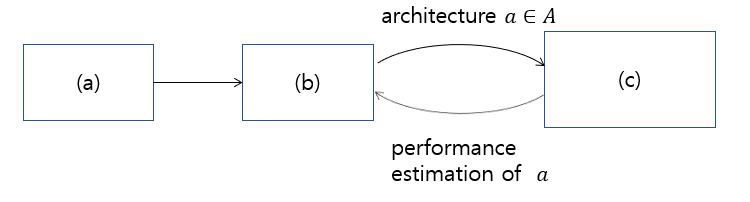 architecture a ∈ A
(a)
(b)
(c)
performance
estimation of a